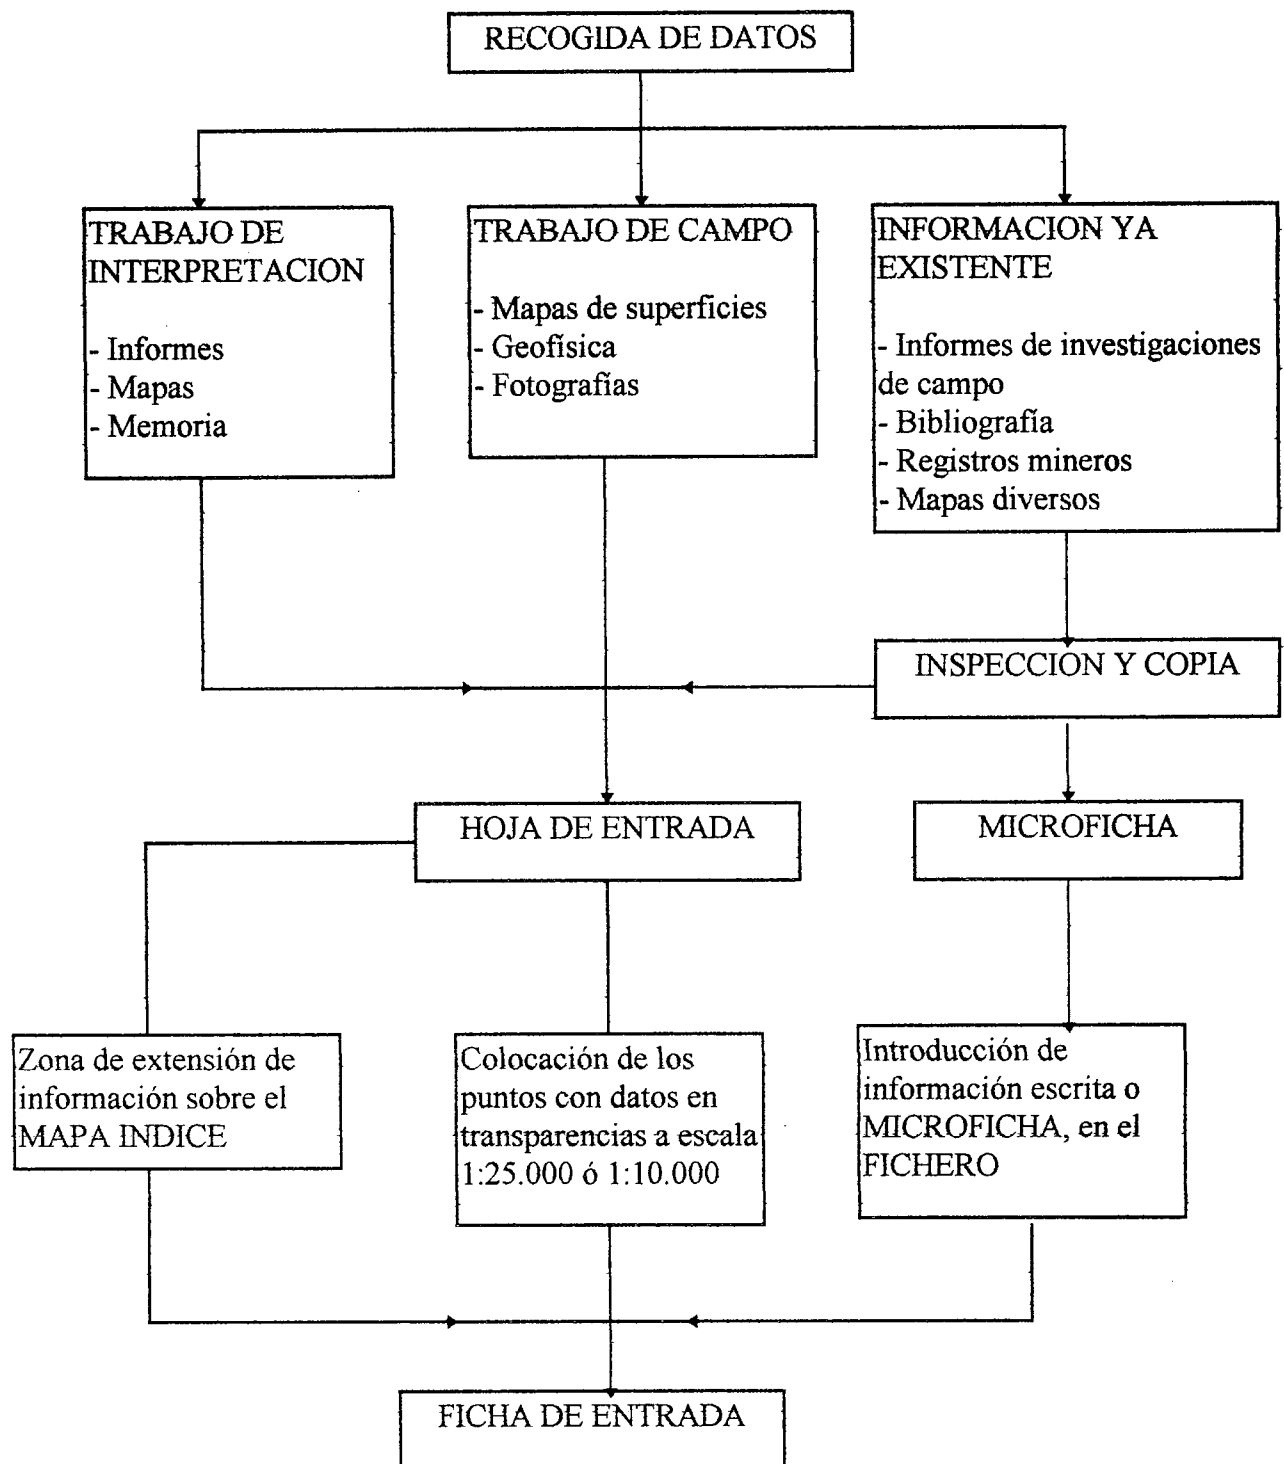 RECOGIDA DE DATOS
TRABAJO DE
INTERPRETACION
- Informes
- Mapas
- Memoria
TRABAJO DE CAMPO
- Mapas de superficies
- Geofísica
- Fotografías
INFORMACION YA
EXISTENTE
- Informes de investigaciones
de campo
- Bibliografía
- Registros mineros
- Mapas diversos
INSPECCION Y COPIA
HOJA DE ENTRADA
MICROFICHA
Zona de extensión de
información sobre el
MAPA INDICE
Colocación de los
puntos con datos en
transparencias a escala
1:25.000 ó 1:10.000
Introducción de
información escrita o
MICROFICHA, en el
FICHERO
FICHA DE ENTRADA